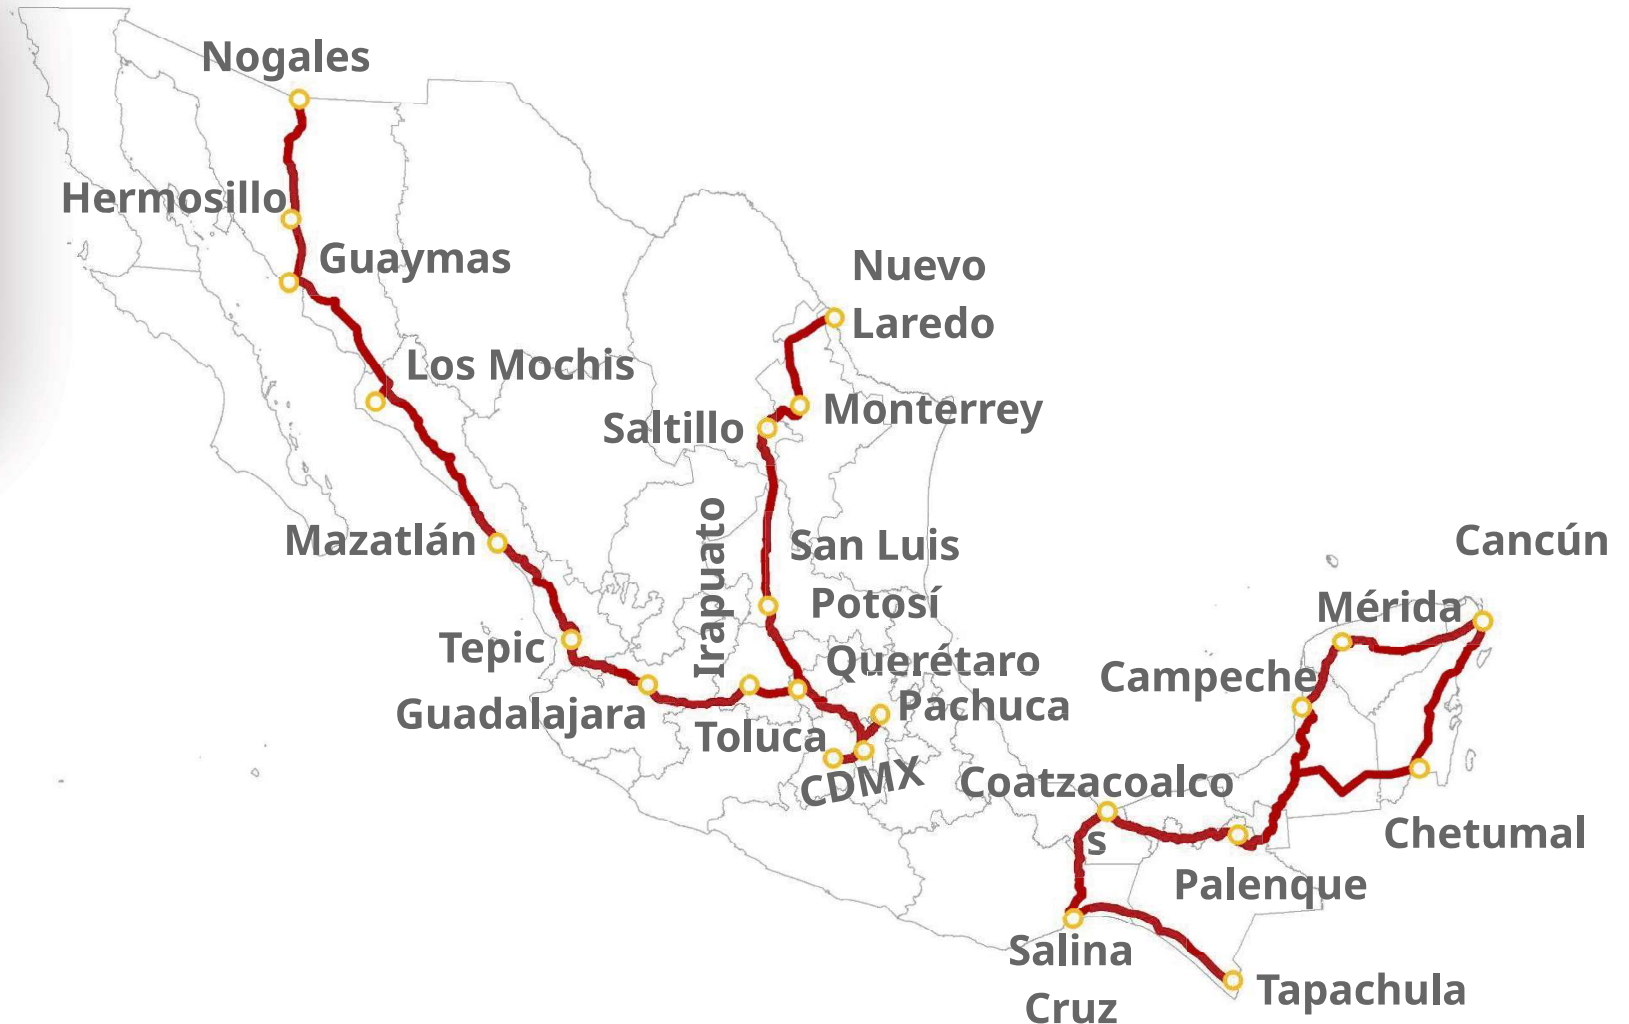 Nogales
Hermosillo
Guaymas
Nuevo
Laredo
Los Mochis
Monterrey
Saltillo
Irapuato
Mazatlán
San Luis
Potosí
Cancún
Mérida
Tepic
Querétaro
Campeche
Guadalajara
Pachuca
Toluca
CDMX
Coatzacoalco
s
Chetumal
Palenque
Salina
Cruz
Tapachula